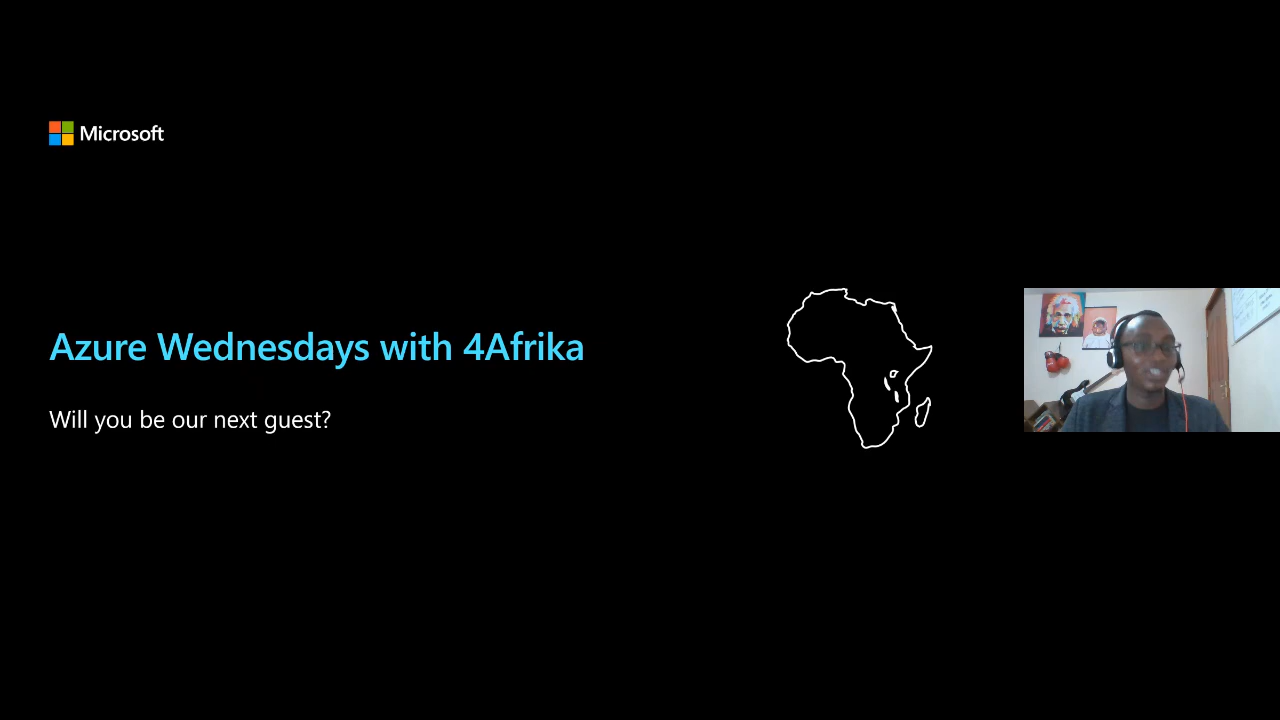 Microsoft
Azure Wednesdays with 4Afrika
Will you be our next guest?